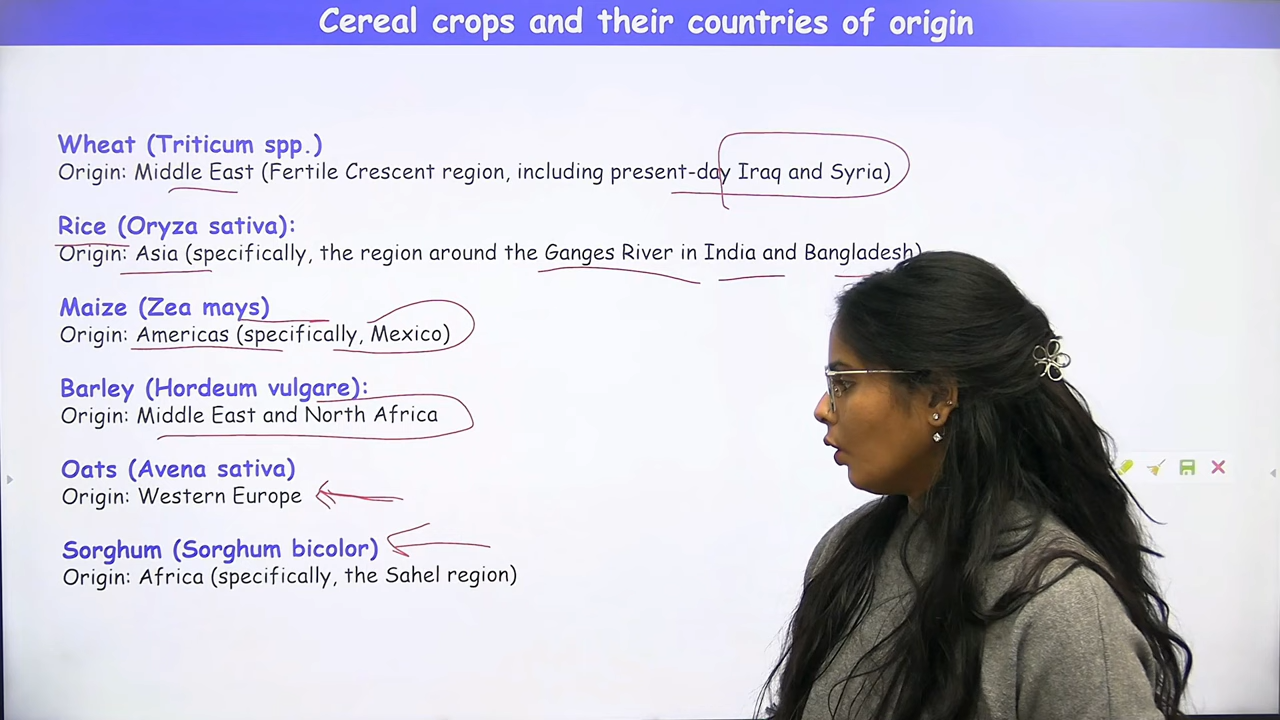 Cereal crops and their countries of origin
Wheat (Triticum spp.)
Origin: Middle East (Fertile Crescent region, including present-day Iraq and Syria)
Rice (Oryza sativa):
Origin: Asia (specifically, the region around the Ganges River in India and Bangladesh)
Maize (Zea mays)
Origin: Americas (specifically, Mexico)
Barley (Hordeum vulgare):
Origin: Middle East and North Africa
Oats (Avena sativa)
Origin: Western Europe
Sorghum (Sorghum bicolor)
Origin: Africa (specifically, the Sahel region)